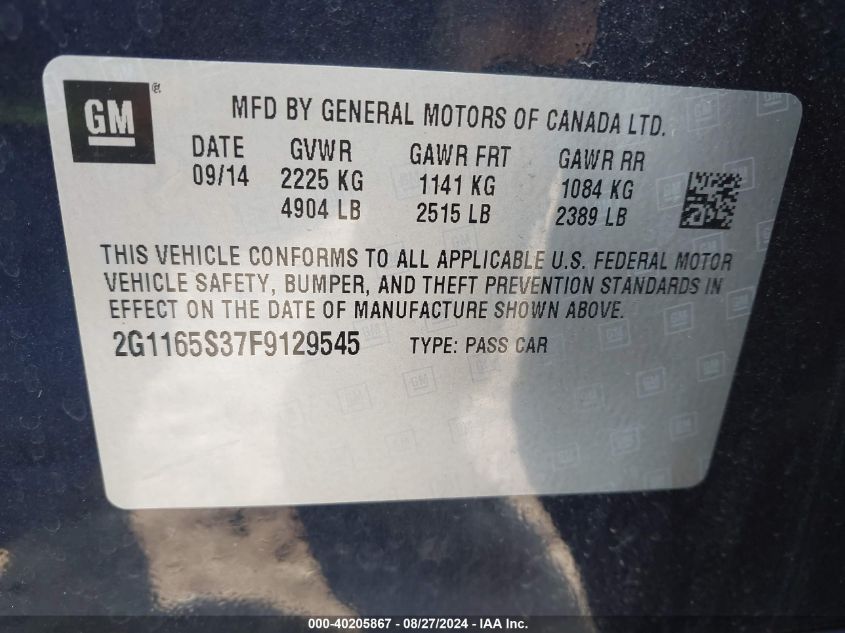 GM
®
MFD BY GENERAL MOTORS OF CANADA LTD.
DATE GVWR GAWR FRT GAWR RR
09/14 2225 KG 1141 KG 1084 KG
4904 LB 2515 LB 2389 LB
THIS VEHICLE CONFORMS TO ALL APPLICABLE U.S. FEDERAL MOTOR
VEHICLE SAFETY, BUMPER, AND THEFT PREVENTION STANDARDS IN
EFFECT ON THE DATE OF MANUFACTURE SHOWN ABOVE.
2G1165S37F9129545 TYPE: PASS CAR
000-40205867 - 08/27/2024 - IAA Inc.